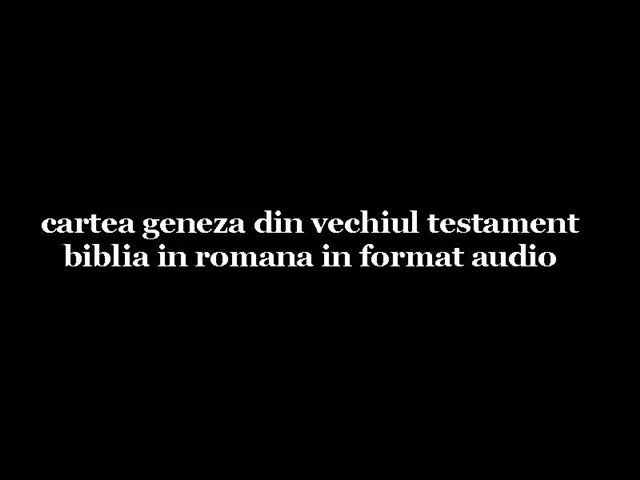 cartea geneza din vechiul testament
biblia in romana in format audio